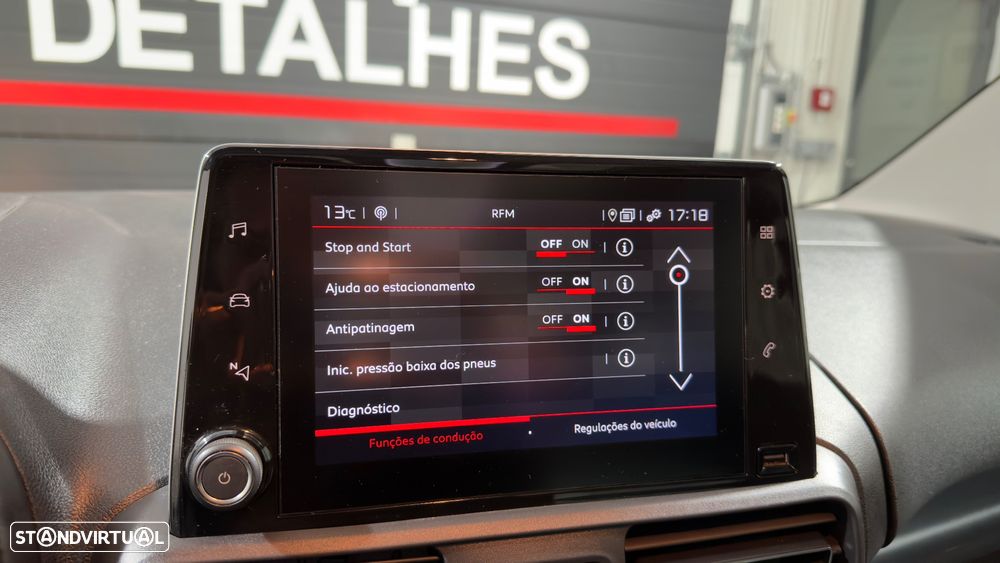 DETALHES
13°C RFM 17:18
Stop and Start OFF ON
Ajuda ao estacionamento OFF ON
Antipatinagem OFF ON
Inic. pressão baixa dos pneus
Diagnóstico
Funções de condução Regulações do veículo
N
STANDVIRTUAL